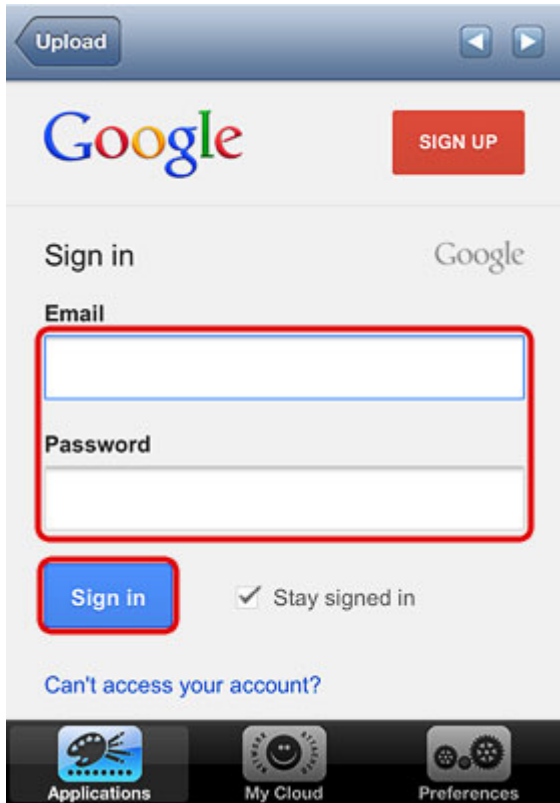 Upload
Google
SIGN UP
Sign in
Google
Email
Password
Sign in
Stay signed in
Can't access your account?
Applications
My Cloud
Preferences